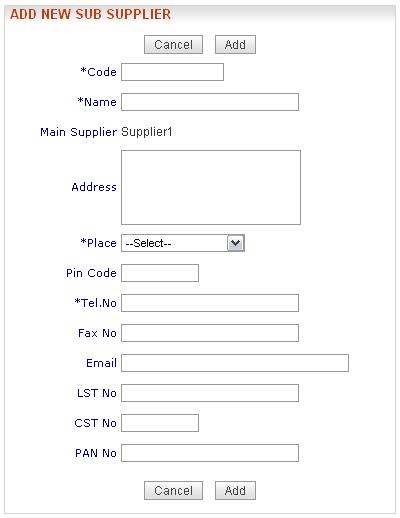 ADD NEW SUB SUPPLIER
Cancel Add
*Code
*Name
Main Supplier Supplier1
Address
*Place --Select--
Pin Code
*Tel.No
Fax No
Email
LST No
CST No
PAN No
Cancel Add